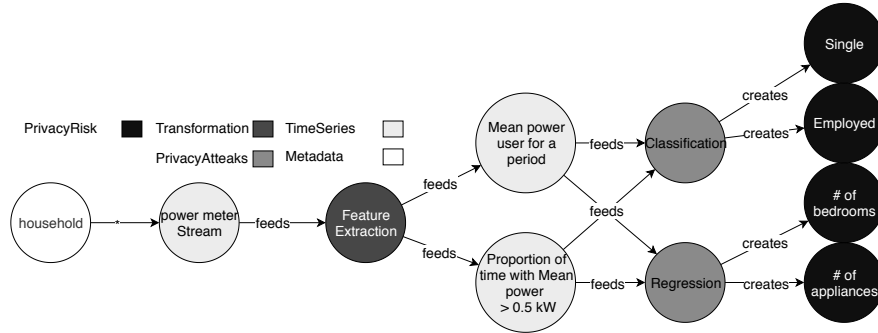 PrivacyRisk
Transformation
TimeSeries
PrivacyAtteaks
Metadata
household
*
power meter
Stream
feeds
Feature
Extraction
feeds
feeds
Mean power
user for a
period
Proportion of
time with Mean
power
> 0.5 kW
feeds
feeds
feeds
Classification
Regression
creates
creates
creates
creates
Single
Employed
# of
bedrooms
# of
appliances